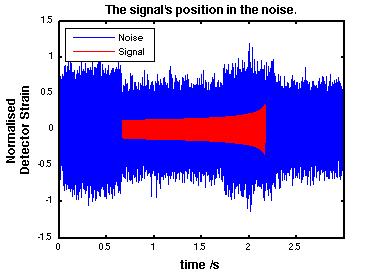 The signal's position in the noise.
1.5
Noise
Signal
1
0.5
0
-0.5
-1
-1.5
Normalised
Detector Strain
0 0.5 1 1.5 2 2.5
time /s